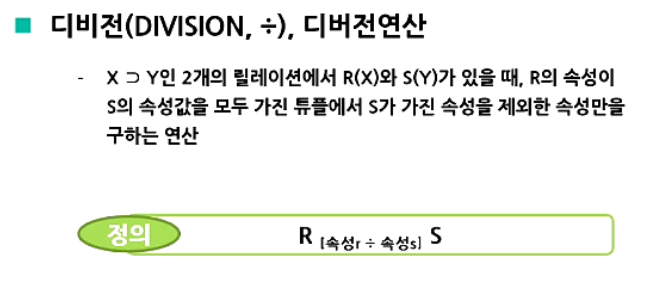 ■ 디비전(DIVISION, ÷), 디버전연산
- X ⊃ Y인 2개의 릴레이션에서 R(X)와 S(Y)가 있을 때, R의 속성이
S의 속성값을 모두 가진 튜플에서 S가 가진 속성을 제외한 속성만을
구하는 연산
정의 R [속성r ÷ 속성s] S